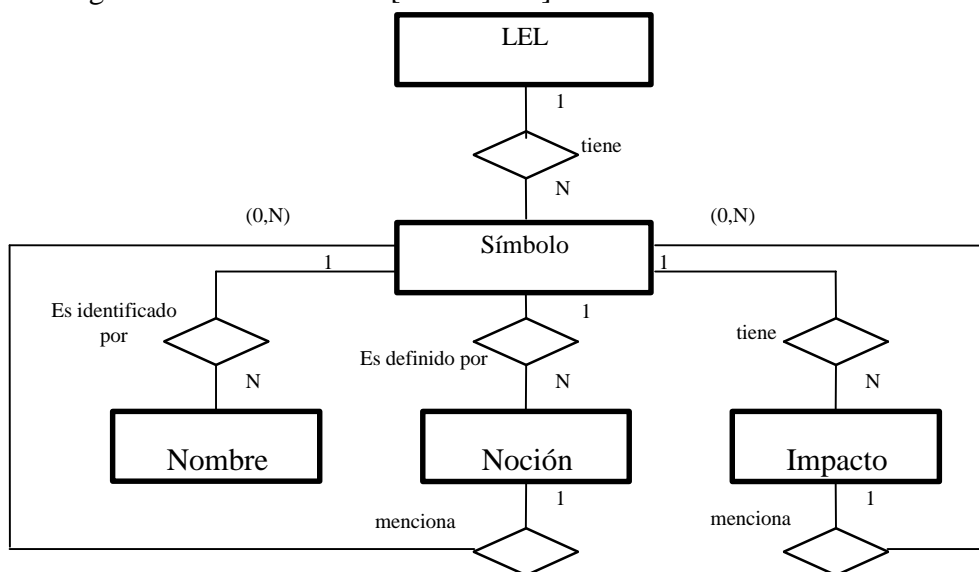 LEL
1
tiene
N
(0,N)
(0,N)
Símbolo
1
1
Es identificado
por
1
tiene
Es definido por
N
N
N
Nombre
Noción
Impacto
1
1
menciona
menciona